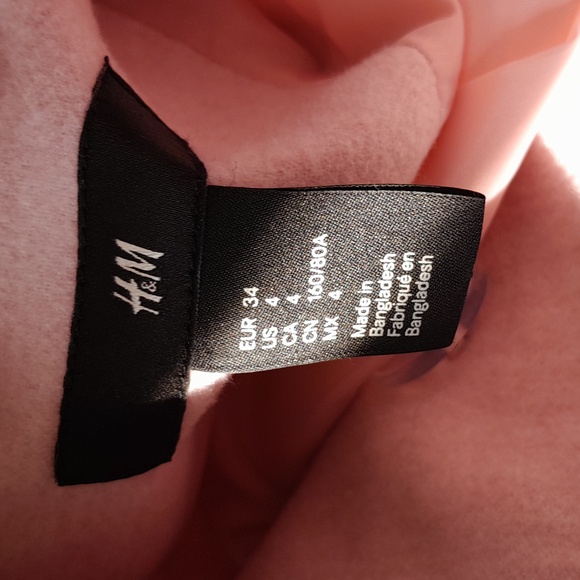 H&M
EUR 34
US 4
CA 4
CN 160/80A
MX 4
Made in
Bangladesh
Fabriqué en
Bangladesh